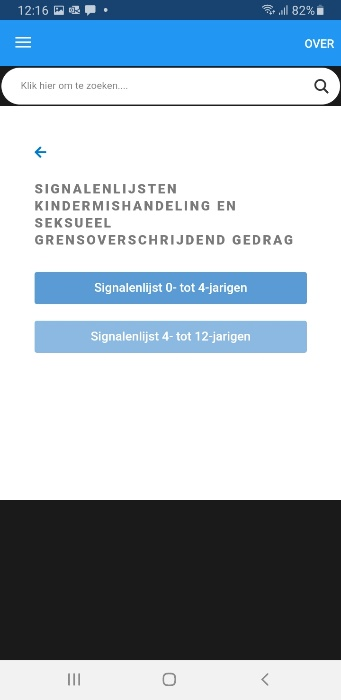 12:16 82%
OVER
Klik hier om te zoeken....
SIGNALENLIJSTEN
KINDERMISHANDELING EN
SEKSUEEL
GRENSOVERSCHRIJDEND GEDRAG
Signalenlijst 0- tot 4-jarigen
Signalenlijst 4- tot 12-jarigen